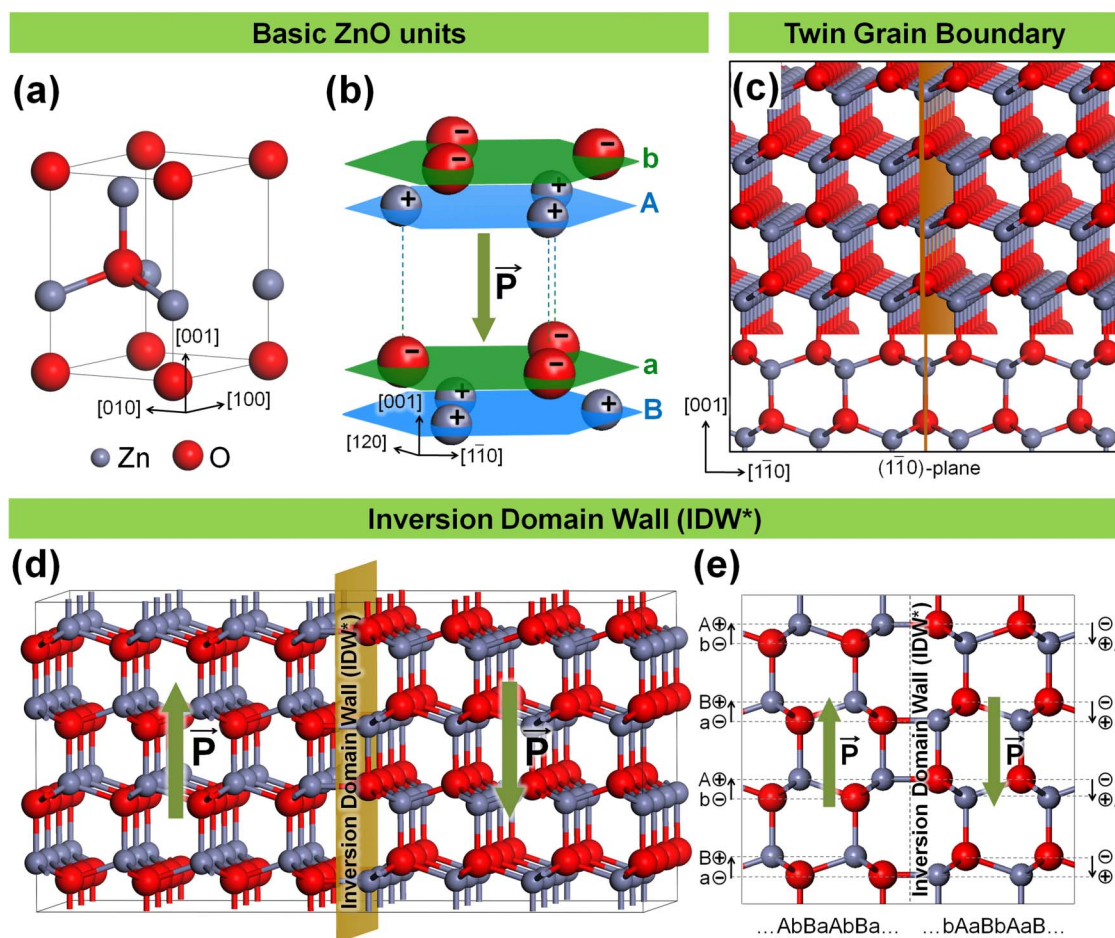 Basic ZnO units
Twin Grain Boundary
(a)
[001]
[010]
[100]
Zn
O
(b)
−
−
−
b
+
+
+
A
P
−
−
−
a
+
+
+
B
[001]
[120]
[11̅0]
(c)
[001]
[11̅0]
(11̅0)-plane
Inversion Domain Wall (IDW*)
(d)
P
Inversion Domain Wall (IDW*)
P
(e)
A⊕
b⊖
B⊕
a⊖
A⊕
b⊖
B⊕
a⊖
P
Inversion Domain Wall (IDW*)
P
⊖
⊕
⊖
⊕
⊖
⊕
⊖
⊕
...AbBaAbBa...
...bAaBbAaB...